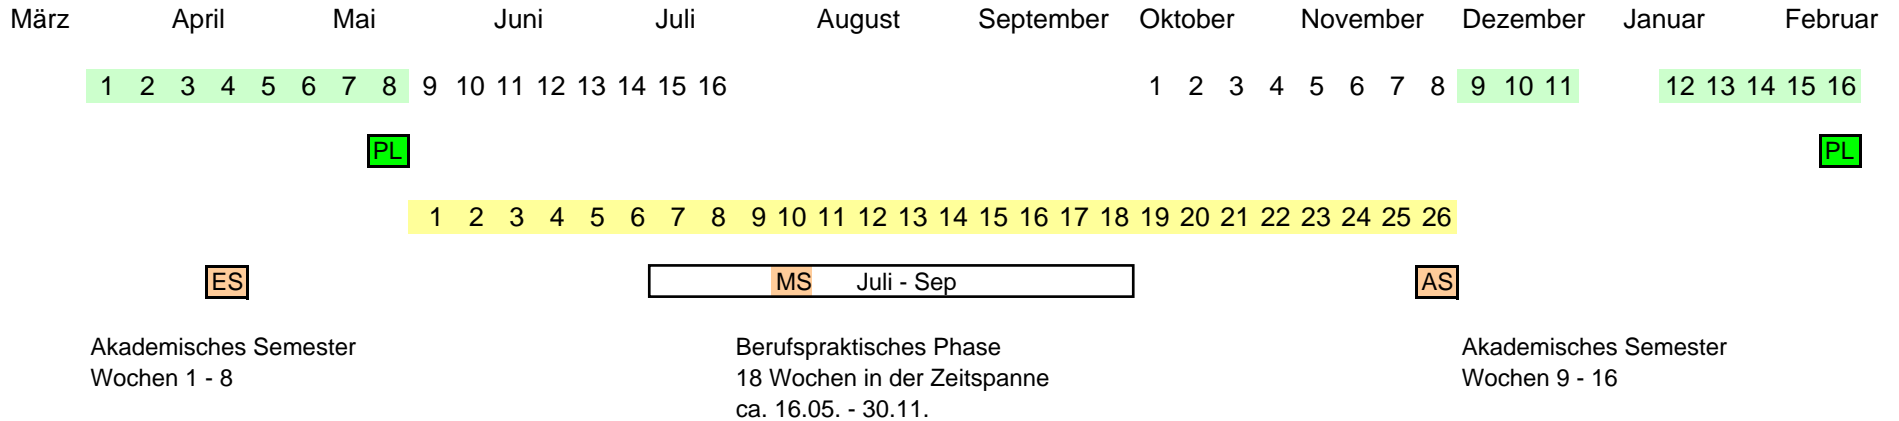 März April Mai Juni Juli August September Oktober November Dezember Januar Februar
1 2 3 4 5 6 7 8 9 10 11 12 13 14 15 16 1 2 3 4 5 6 7 8 9 10 11 12 13 14 15 16
PL PL
1 2 3 4 5 6 7 8 9 10 11 12 13 14 15 16 17 18 19 20 21 22 23 24 25 26
ES MS Juli - Sep AS
Akademisches Semester Berufspraktisches Phase Akademisches Semester
Wochen 1 - 8 18 Wochen in der Zeitspanne Wochen 9 - 16
ca. 16.05. - 30.11.